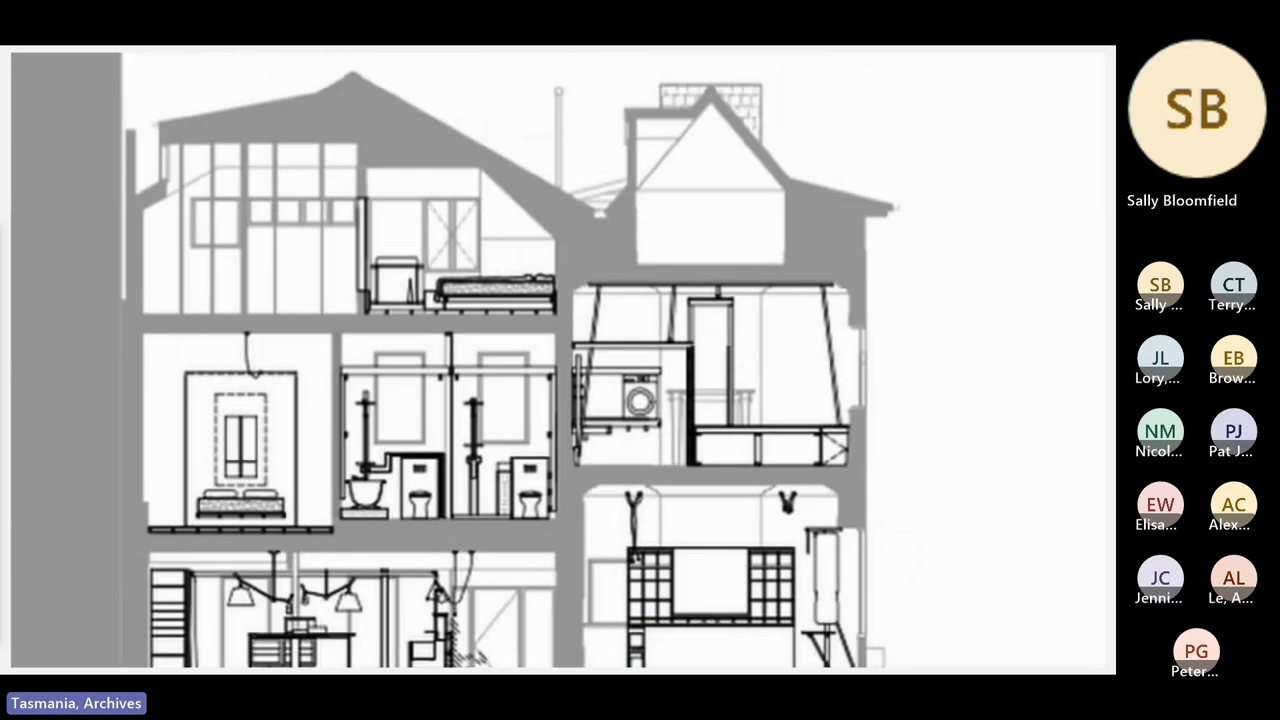 SB
Sally Bloomfield
SB CT
Sally ... Terry...
JL EB
Lory,... Brow...
NM PJ
Nicol... Pat J...
EW AC
Elisa... Alex...
JC AL
Jenni... Le, A...
PG
Peter...
Tasmania, Archives